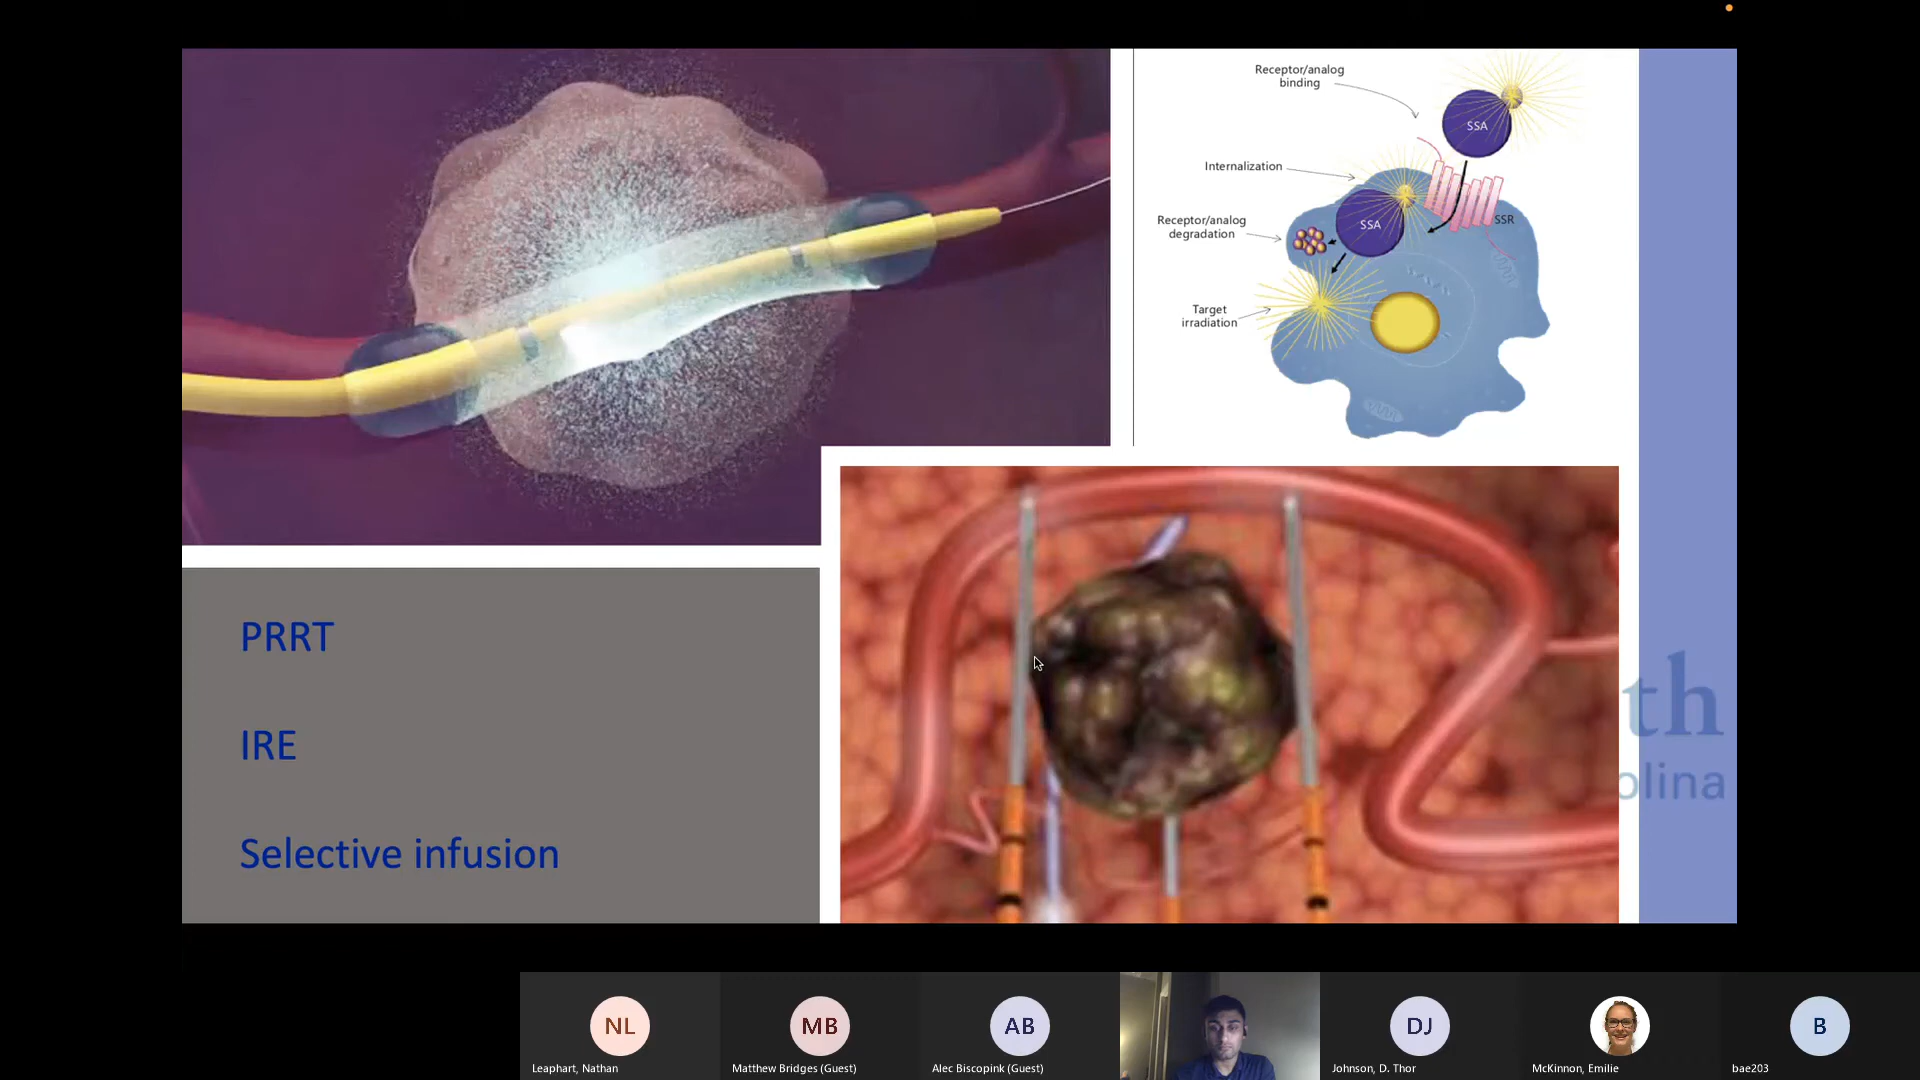 Receptor/analog
binding
SSA
Internalization
SSA
SSR
Receptor/analog
degradation
Target
irradiation
PRRT
IRE
Selective infusion
th
olina
NL
MB
AB
DJ
B
Leaphart, Nathan
Matthew Bridges (Guest)
Alec Biscopink (Guest)
Johnson, D. Thor
McKinnon, Emilie
bae203